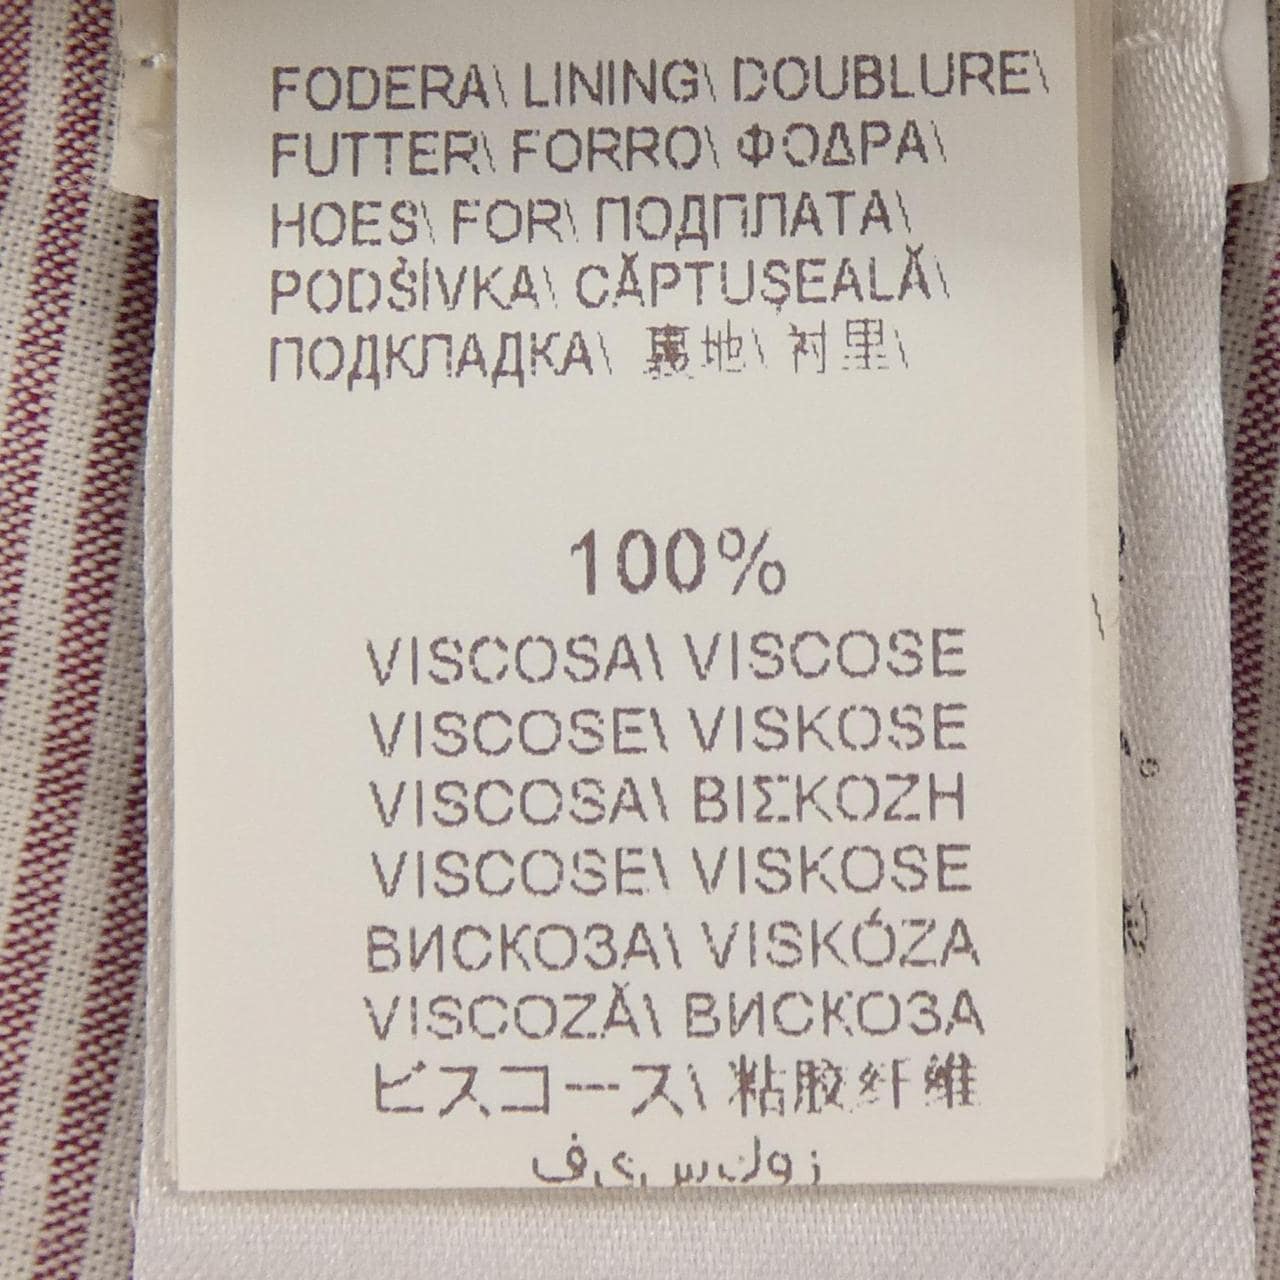 FODERA\ LINING\ DOUBLURE\
FUTTER\ FORRO\ ΦΟΔΡΑ\
HOES\ FOR\ ПОДПЛАТА\
PODŠÍVKA\ CĂPTUŞEALĂ\
ПОДКЛАДКА\ 裏地\ 衬里\
100%
VISCOSA\ VISCOSE
VISCOSE\ VISKOSE
VISCOSA\ ΒΙΣΚΟΖΗ
VISCOSE\ VISKOSE
ВИСКОЗА\ VISKÓZA
VISCOZĂ\ ВИСКОЗА
ビスコース\ 粘胶纤维